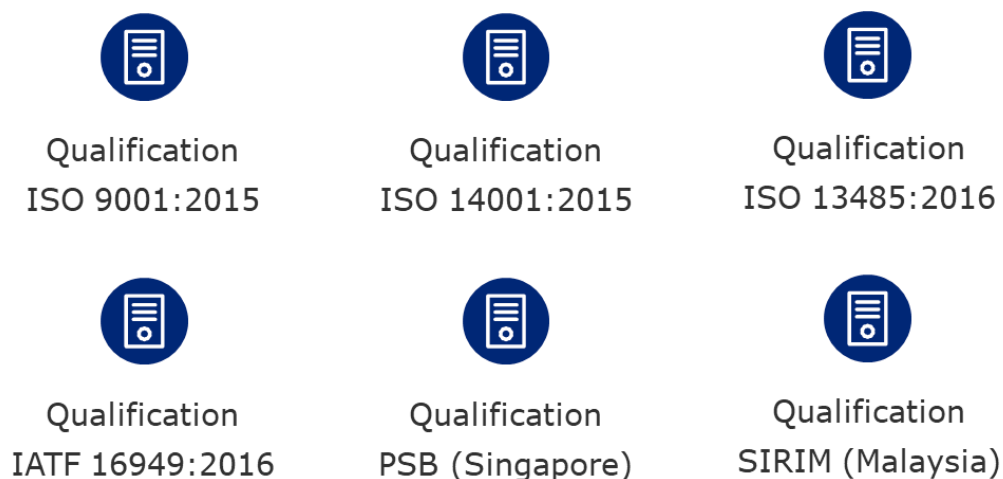 Qualification
ISO 9001:2015
Qualification
ISO 14001:2015
Qualification
ISO 13485:2016
Qualification
IATF 16949:2016
Qualification
PSB (Singapore)
Qualification
SIRIM (Malaysia)